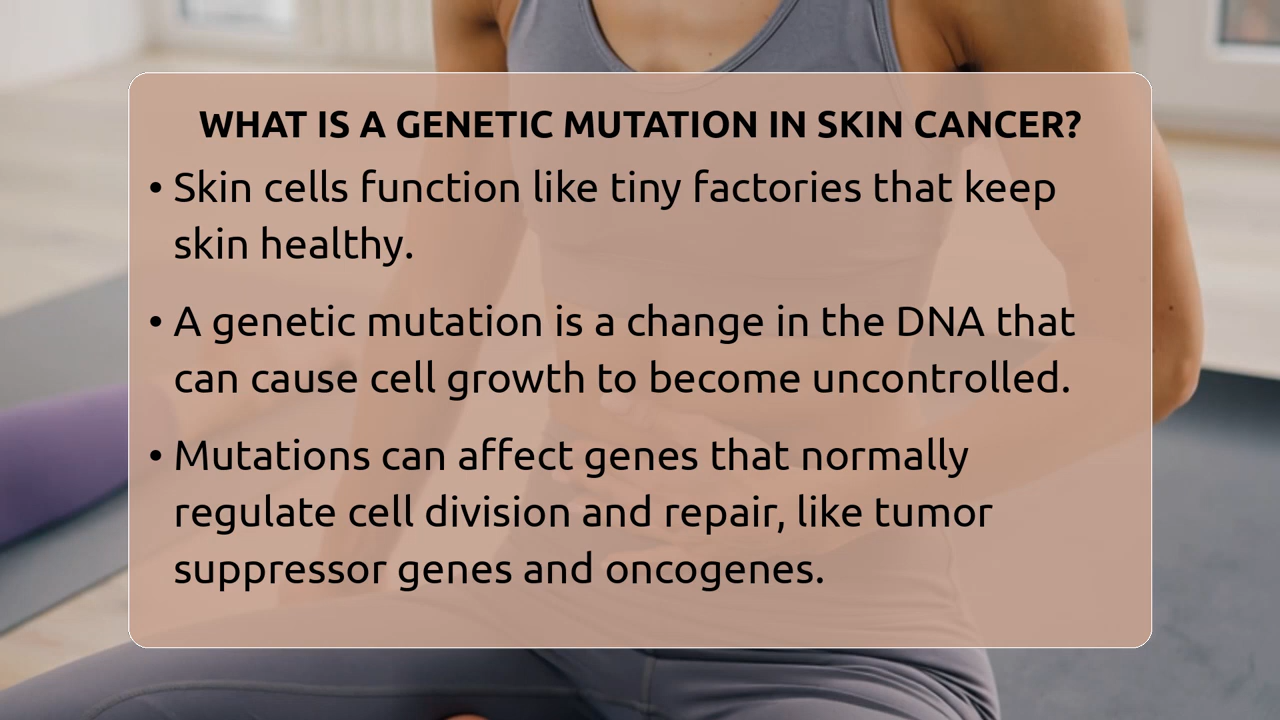 WHAT IS A GENETIC MUTATION IN SKIN CANCER?
• Skin cells function like tiny factories that keep
skin healthy.
• A genetic mutation is a change in the DNA that
can cause cell growth to become uncontrolled.
• Mutations can affect genes that normally
regulate cell division and repair, like tumor
suppressor genes and oncogenes.